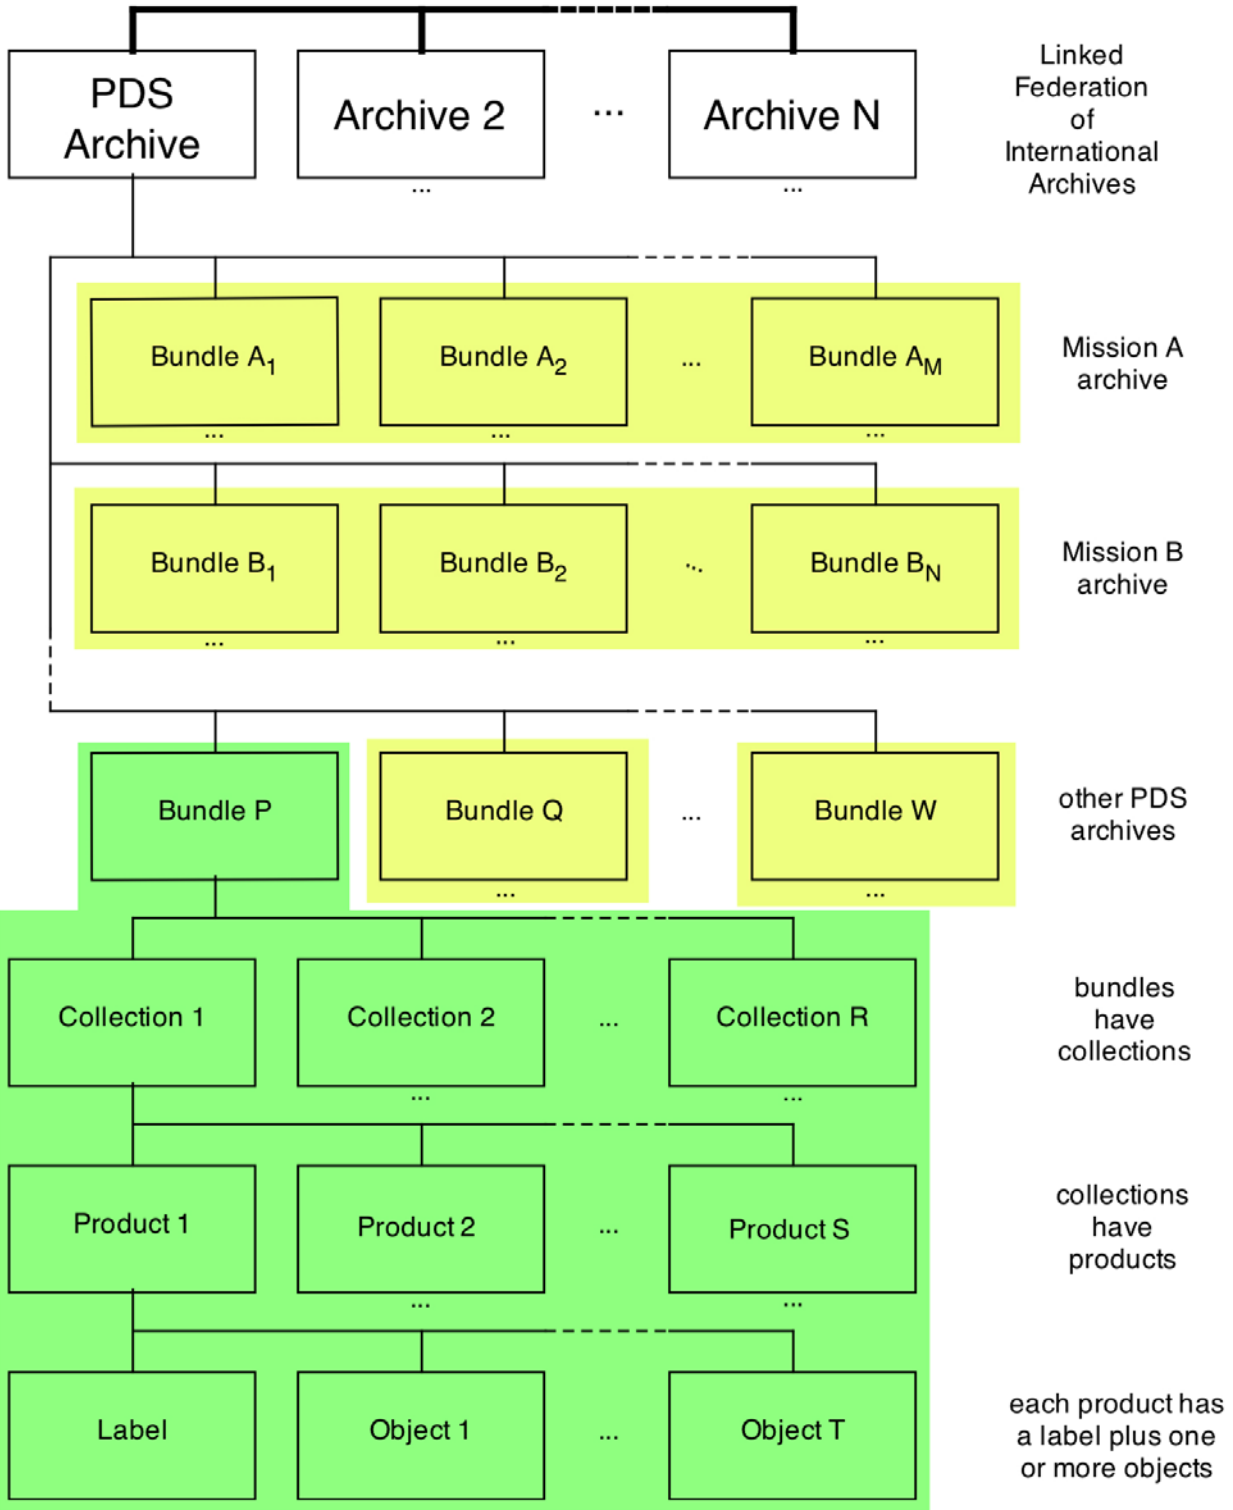 PDS
Archive
Archive 2
...
Archive N
Linked
Federation
of
International
Archives
...
...
Bundle A1
Bundle A2
...
Bundle AM
Mission A
archive
...
...
...
Bundle B1
Bundle B2
...
Bundle BN
Mission B
archive
...
...
...
Bundle P
Bundle Q
...
Bundle W
other PDS
archives
...
...
Collection 1
Collection 2
...
Collection R
bundles
have
collections
...
...
Product 1
Product 2
...
Product S
collections
have
products
...
...
Label
Object 1
...
Object T
each product has
a label plus one
or more objects